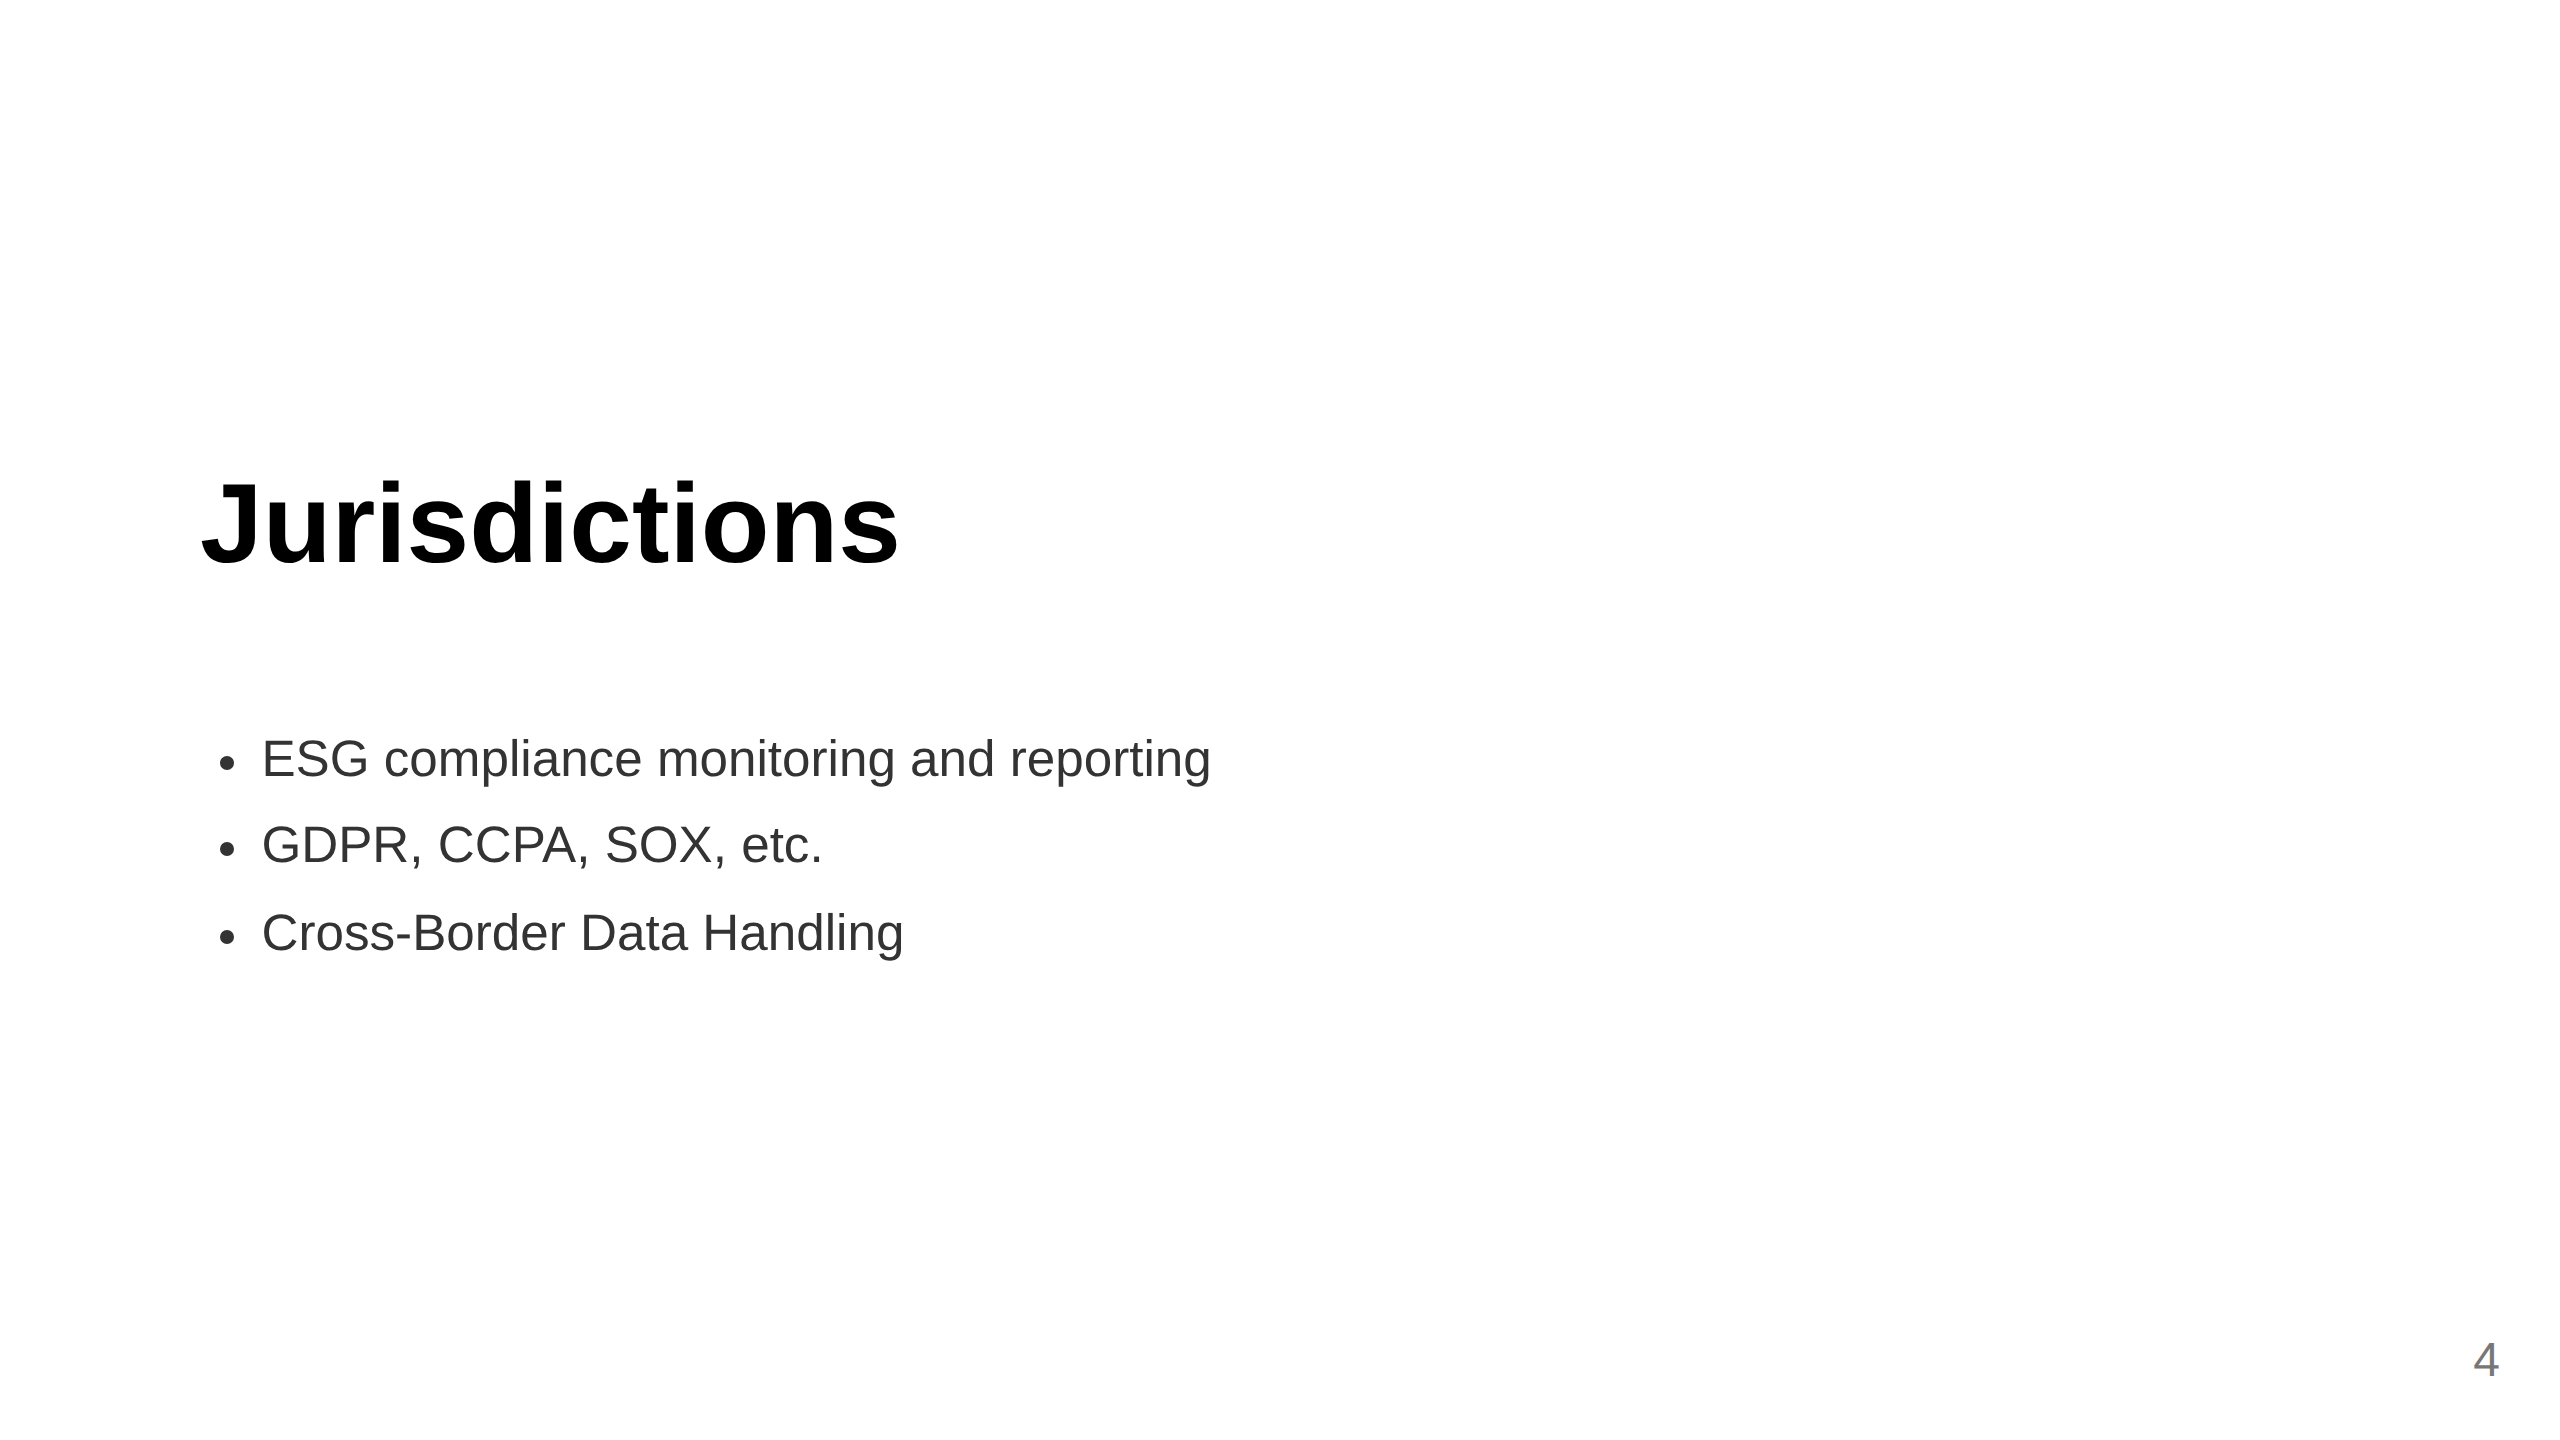 Jurisdictions
• ESG compliance monitoring and reporting
• GDPR, CCPA, SOX, etc.
• Cross-Border Data Handling
4